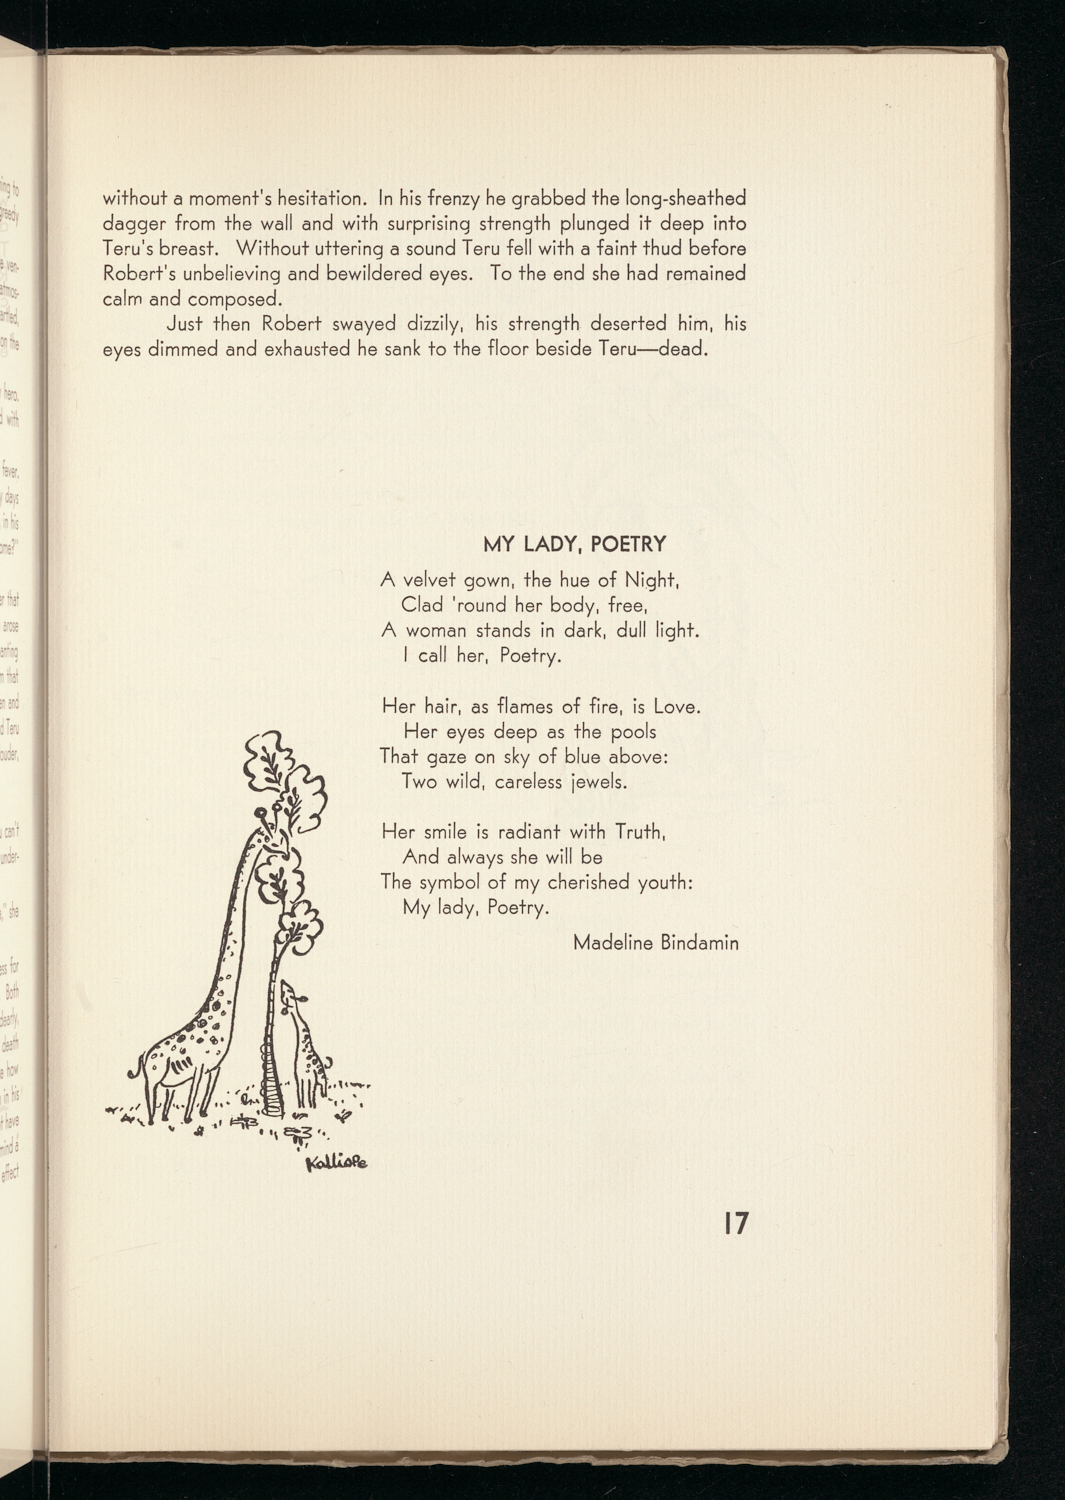 without a moment's hesitation. In his frenzy he grabbed the long-sheathed
dagger from the wall and with surprising strength plunged it deep into
Teru's breast. Without uttering a sound Teru fell with a faint thud before
Robert's unbelieving and bewildered eyes. To the end she had remained
calm and composed.
Just then Robert swayed dizzily, his strength deserted him, his
eyes dimmed and exhausted he sank to the floor beside Teru—dead.
MY LADY, POETRY
A velvet gown, the hue of Night,
Clad 'round her body, free,
A woman stands in dark, dull light.
I call her, Poetry.
Her hair, as flames of fire, is Love.
Her eyes deep as the pools
That gaze on sky of blue above:
Two wild, careless jewels.
Her smile is radiant with Truth,
And always she will be
The symbol of my cherished youth:
My lady, Poetry.
Madeline Bindamin
Kalliope
17